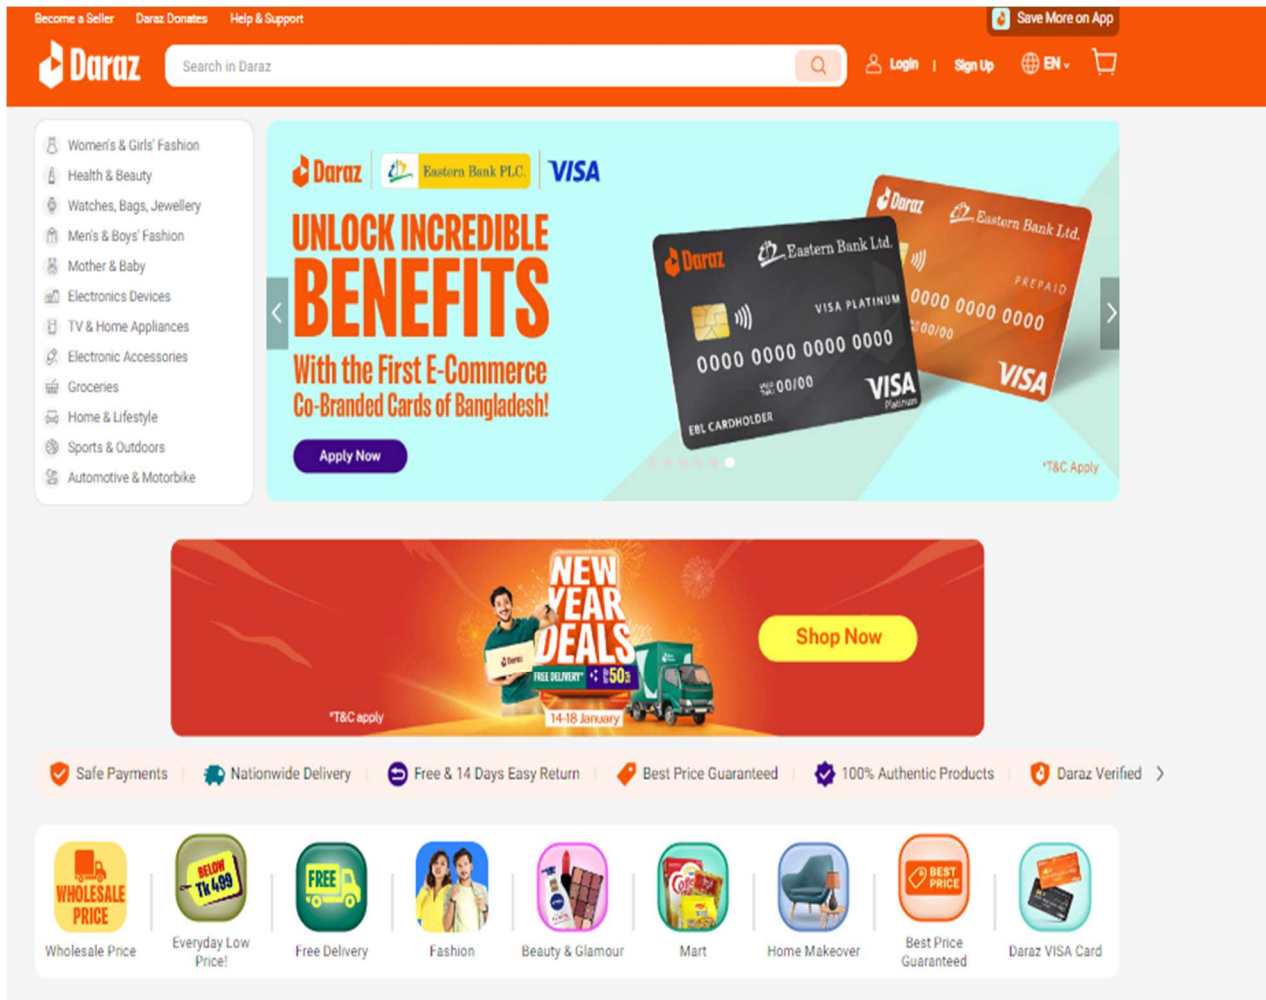 Become a Seller Daraz Donates Help & Support Save More on App
Daraz Search in Daraz Login | Sign Up EN
Women's & Girls' Fashion
Health & Beauty
Watches, Bags, Jewellery
Men's & Boys' Fashion
Mother & Baby
Electronics Devices
TV & Home Appliances
Electronic Accessories
Groceries
Home & Lifestyle
Sports & Outdoors
Automotive & Motorbike
Daraz Eastern Bank PLC. VISA
UNLOCK INCREDIBLE
BENEFITS
With the First E-Commerce
Co-Branded Cards of Bangladesh!
Apply Now
Daraz Eastern Bank Ltd.
VISA PLATINUM
0000 0000 0000 0000
00/00
VISA
Platinum
EBL CARDHOLDER
Daraz Eastern Bank Ltd.
PREPAID
0000 0000 0000
00/00
VISA
*T&C Apply
NEW
YEAR
DEALS
Daraz
FREE DELIVERY* 50
14-18 January
*T&C apply
Shop Now
Safe Payments Nationwide Delivery Free & 14 Days Easy Return Best Price Guaranteed 100% Authentic Products Daraz Verified
WHOLESALE
PRICE
BELOW
Tk 499
FREE
BEST
PRICE
Wholesale Price
Everyday Low
Price!
Free Delivery
Fashion
Beauty & Glamour
Mart
Home Makeover
Best Price
Guaranteed
Daraz VISA Card